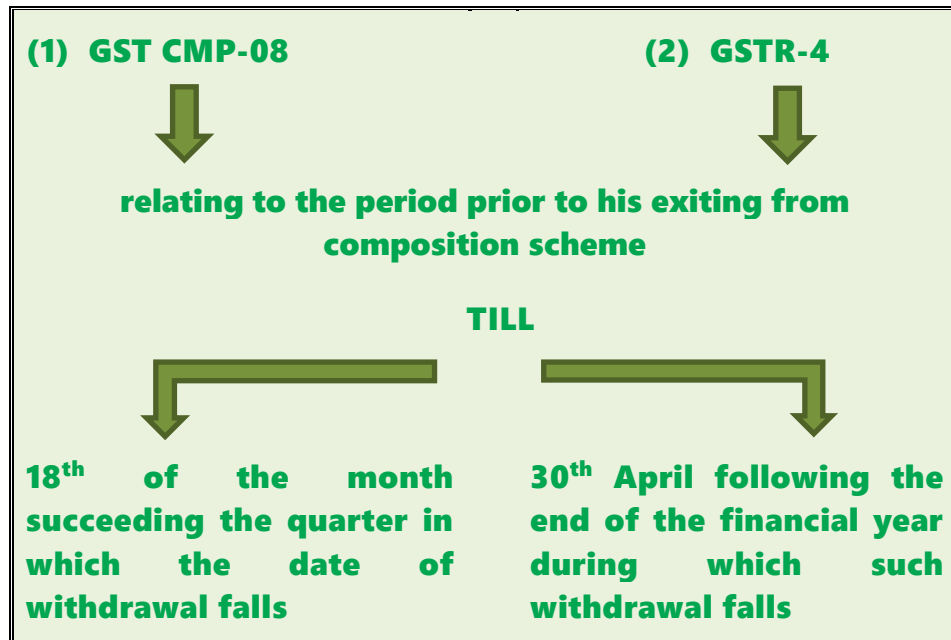 (1) GST CMP-08
(2) GSTR-4
relating to the period prior to his exiting from
composition scheme
TILL
18th of the month
succeeding the quarter in
which the date of
withdrawal falls
30th April following the
end of the financial year
during which such
withdrawal falls